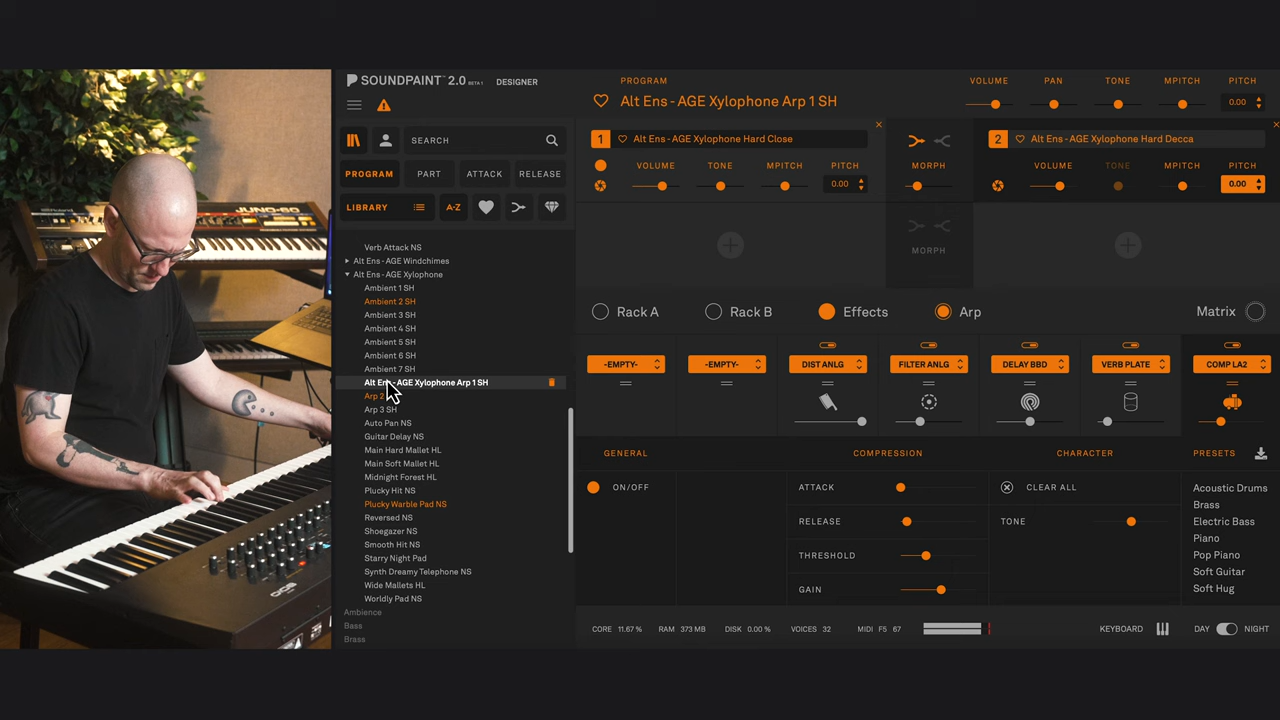 SOUNDPAINT™ 2.0 BETA 1 DESIGNER
SEARCH
PROGRAM PART ATTACK RELEASE
LIBRARY A-Z
Verb Attack NS
Alt Ens - AGE Windchimes
Alt Ens - AGE Xylophone
Ambient 1 SH
Ambient 2 SH
Ambient 3 SH
Ambient 4 SH
Ambient 5 SH
Ambient 6 SH
Ambient 7 SH
Alt Ens - AGE Xylophone Arp 1 SH
Arp 2
Arp 3 SH
Auto Pan NS
Guitar Delay NS
Main Hard Mallet HL
Main Soft Mallet HL
Midnight Forest HL
Plucky Hit NS
Plucky Warble Pad NS
Reversed NS
Shoegazer NS
Smooth Hit NS
Starry Night Pad
Synth Dreamy Telephone NS
Wide Mallets HL
Worldly Pad NS
Ambience
Bass
Brass
PROGRAM
Alt Ens - AGE Xylophone Arp 1 SH
VOLUME PAN TONE MPITCH PITCH
0.00
1 Alt Ens - AGE Xylophone Hard Close
VOLUME TONE MPITCH PITCH
0.00
MORPH
MORPH
2 Alt Ens - AGE Xylophone Hard Decca
VOLUME TONE MPITCH PITCH
0.00
Rack A Rack B Effects Arp Matrix
-EMPTY- -EMPTY- DIST ANLG FILTER ANLG DELAY BBD VERB PLATE COMP LA2
GENERAL COMPRESSION CHARACTER PRESETS
ON/OFF
ATTACK
RELEASE
THRESHOLD
GAIN
CLEAR ALL
TONE
Acoustic Drums
Brass
Electric Bass
Piano
Pop Piano
Soft Guitar
Soft Hug
CORE 11.67 % RAM 373 MB DISK 0.00 % VOICES 32 MIDI F5 67 KEYBOARD DAY NIGHT
JUNO-60